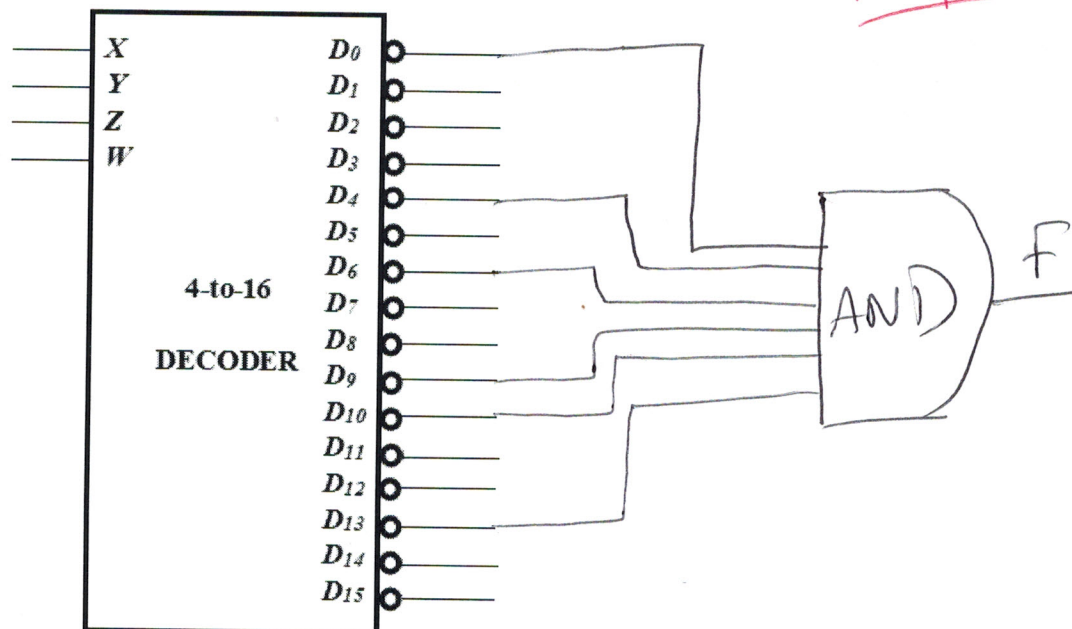 X D0
Y D1
Z D2
W D3
D4
D5
D6
4-to-16
D7
D8
DECODER
D9
D10
D11
D12
D13
D14
D15
AND
F